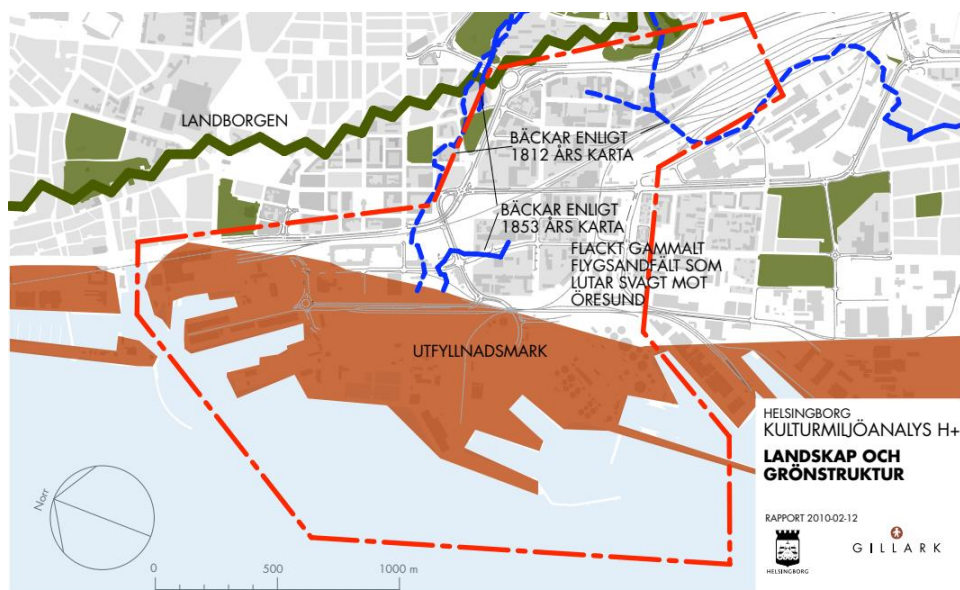 LANDBORGEN
BÄCKAR ENLIGT
1812 ÅRS KARTA
BÄCKAR ENLIGT
1853 ÅRS KARTA
FLACKT GAMMALT
FLYGSANDFÄLT SOM
LUTAR SVAGT MOT
ÖRESUND
UTFYLLNADSMARK
HELSINGBORG
KULTURMILJÖANALYS H+
LANDSKAP OCH
GRÖNSTRUKTUR
RAPPORT 2010-02-12
HELSINGBORG
GILLARK
Norr
0 500 1000 m